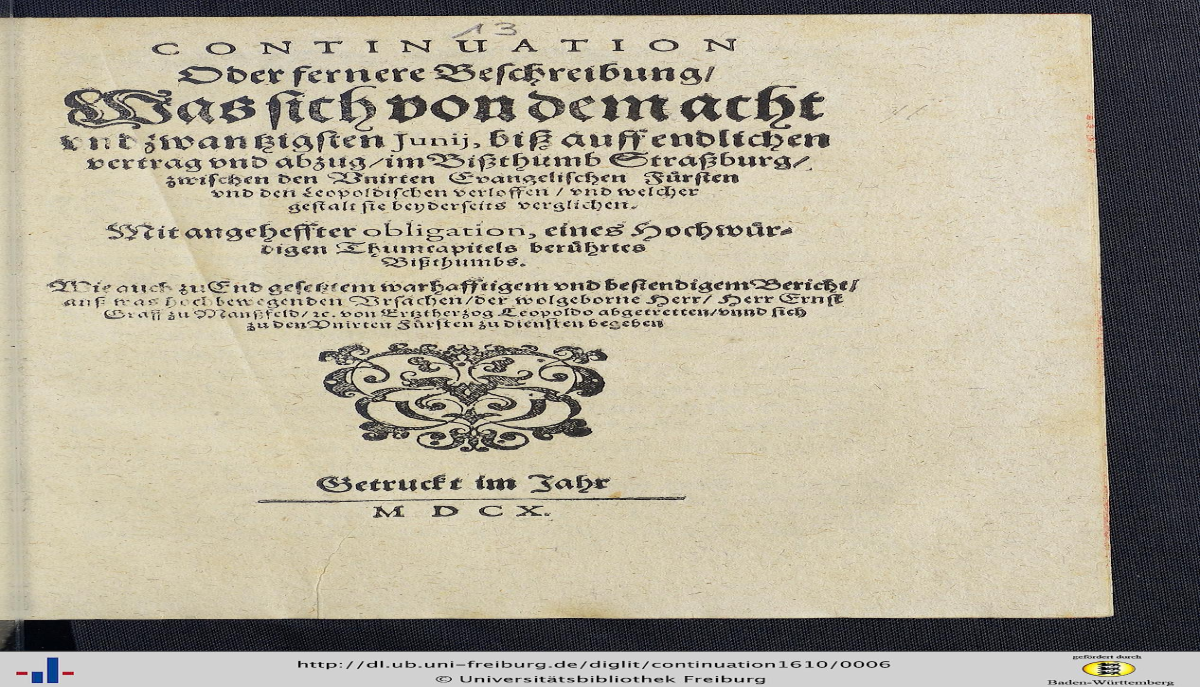 13
CONTINUATION
Oder fernere Beschreibung/
Was sich von dem acht
vnd zwantzigsten Junij, biß auff endlichen
vertrag vnd abzug/ im Bißthumb Straßburg/
zwischen den Vnirten Evangelischen Fürsten
vnd den Leopoldischen verloffen/ vnd welcher
gestalt sie beyderseits verglichen.
Mit angeheffter obligation, eines Hochwür-
digen Thumcapitels berührtes
Bißthumbs.
Wie auch zu End gesetztem warhafftigem vnd bestendigem Bericht/
auß was hochbewegenden Vrsachen/ der wolgeborne Herr/ Herr Ernst
Graff zu Manßfeld/ ꝛc. von Ertzhertzog Leopoldo abgetretten/ vnnd sich
zu den Vnirten Fürsten zu diensten begeben
Getruckt im Jahr
MDCX.
http://dl.ub.uni-freiburg.de/diglit/continuation1610/0006
© Universitätsbibliothek Freiburg
gefördert durch
Baden-Württemberg